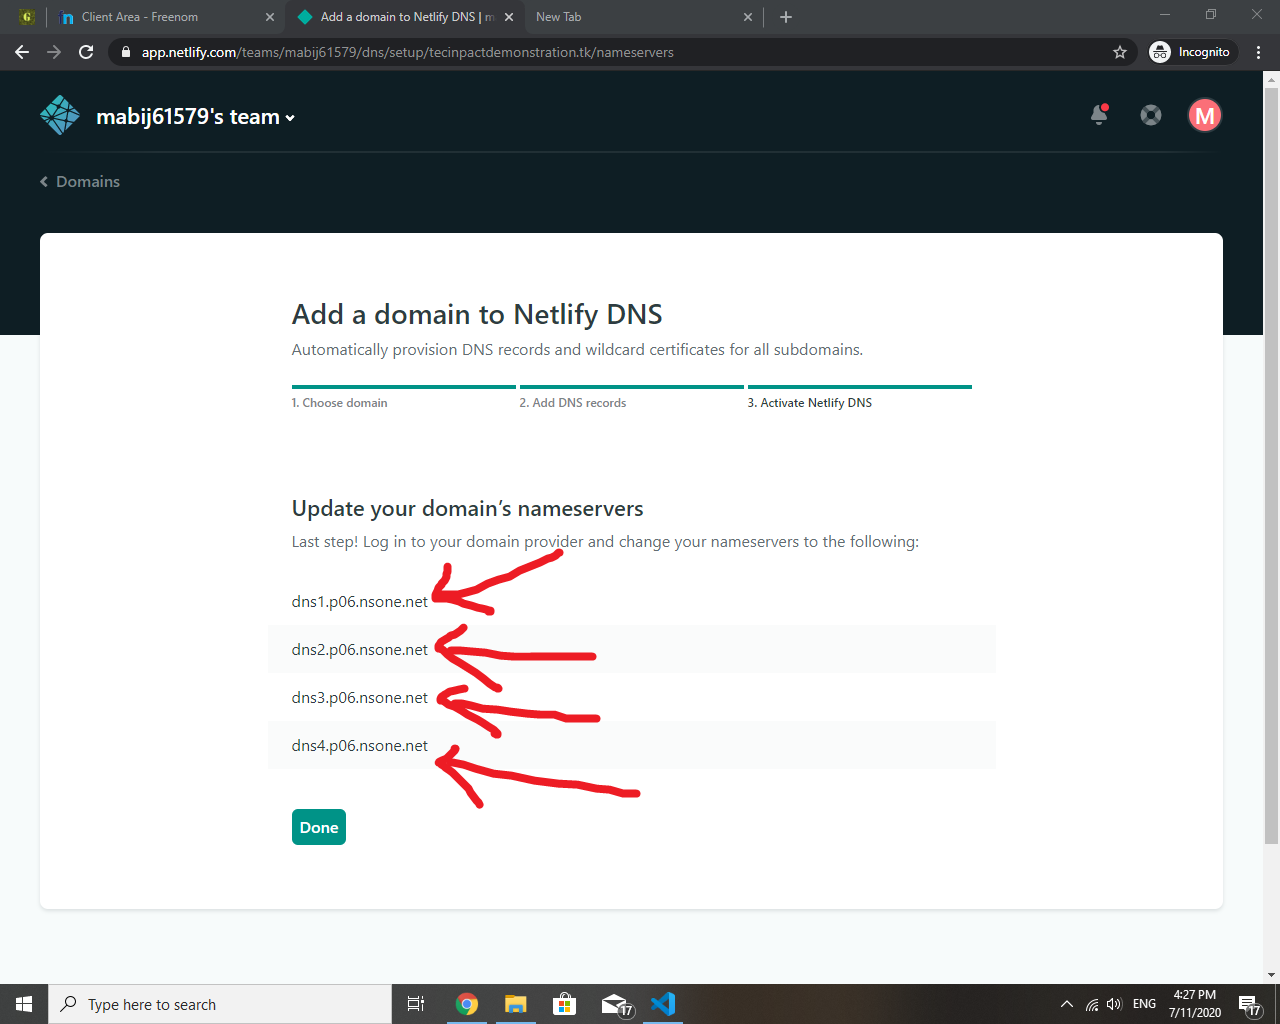 G
Client Area - Freenom
Add a domain to Netlify DNS | m
New Tab
app.netlify.com/teams/mabij61579/dns/setup/tecinpactdemonstration.tk/nameservers
Incognito
mabij61579's team
M
Domains
Add a domain to Netlify DNS
Automatically provision DNS records and wildcard certificates for all subdomains.
1. Choose domain
2. Add DNS records
3. Activate Netlify DNS
Update your domain’s nameservers
Last step! Log in to your domain provider and change your nameservers to the following:
dns1.p06.nsone.net
dns2.p06.nsone.net
dns3.p06.nsone.net
dns4.p06.nsone.net
Done
Type here to search
17
ENG
4:27 PM
7/11/2020
17